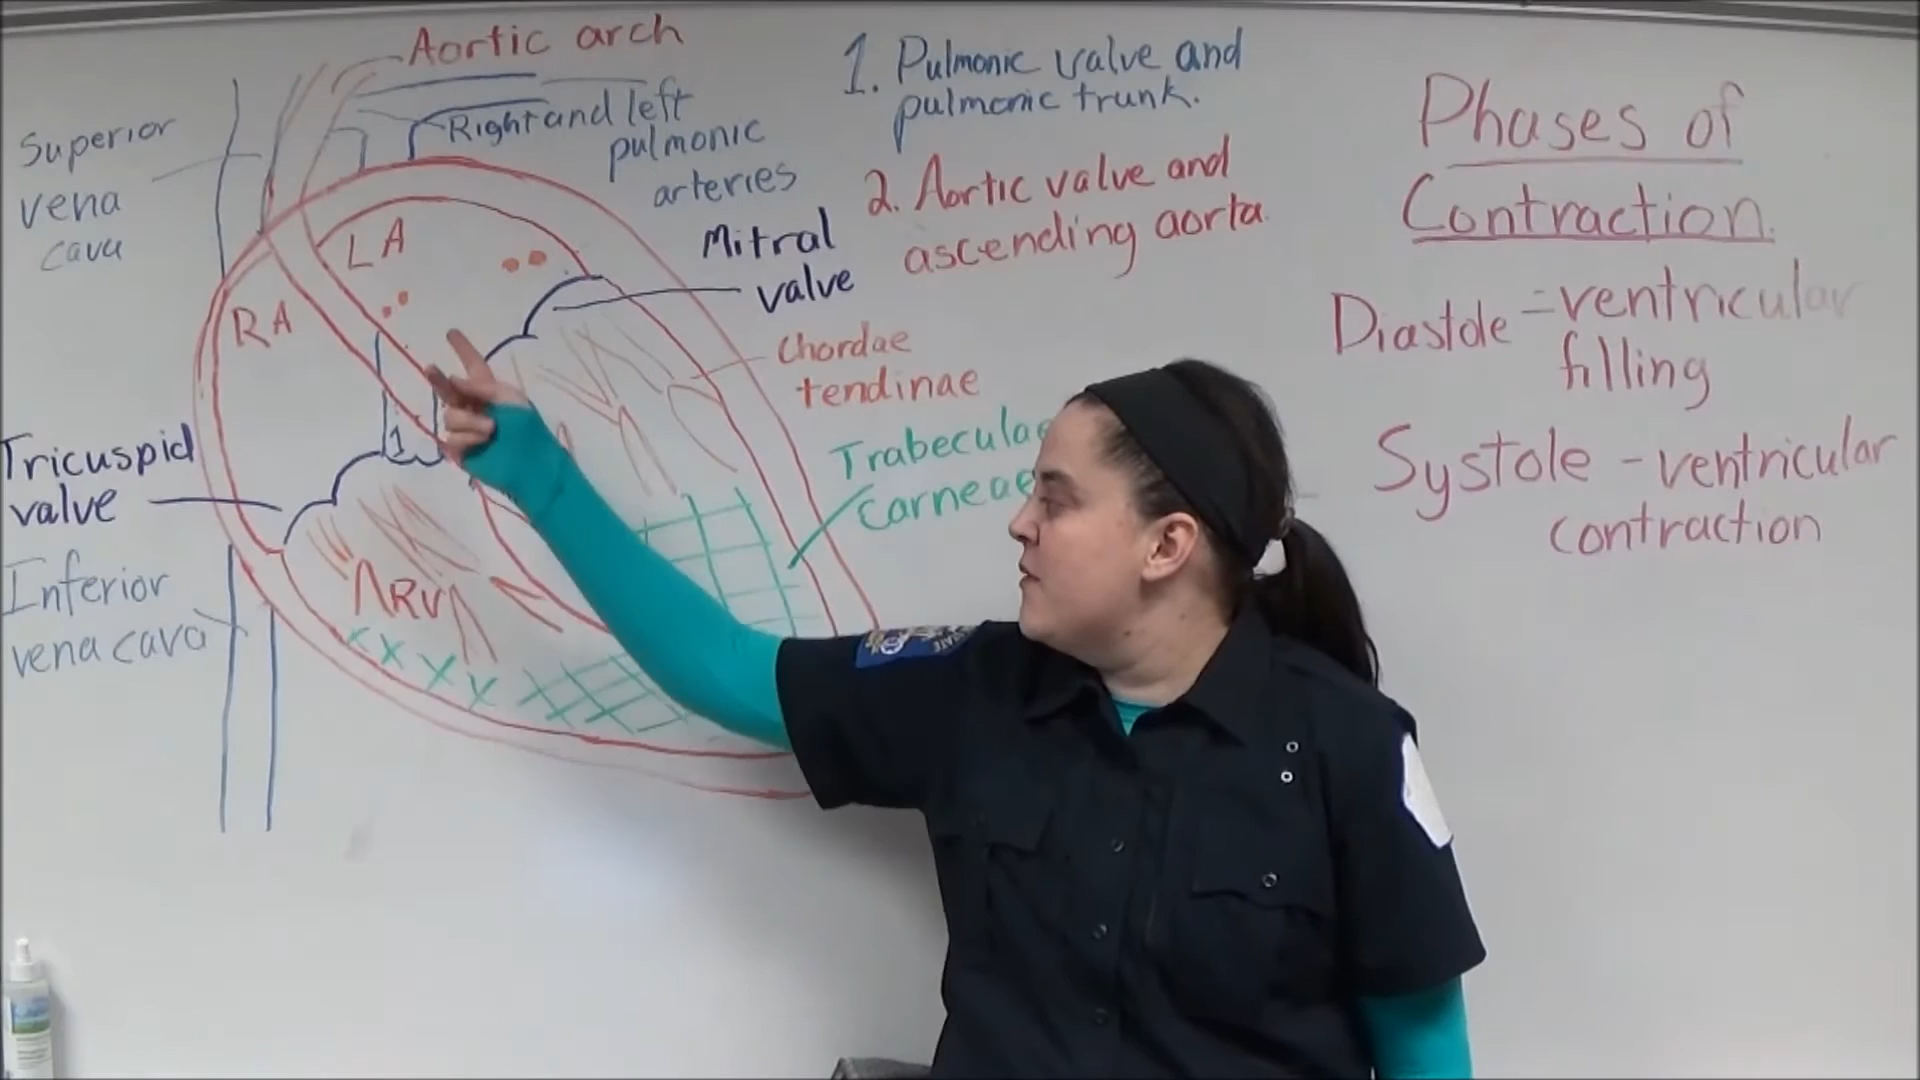 Aortic arch
Right and left
pulmonic
arteries
Superior
vena
cava
LA
RA
Mitral
valve
Chordae
tendinae
Trabeculae
Carneae
Tricuspid
valve
1
RV
Inferior
vena cava
1. Pulmonic valve and
pulmonic trunk.
2. Aortic valve and
ascending aorta.
Phases of
Contraction.
Diastole = ventricular
filling
Systole - ventricular
contraction